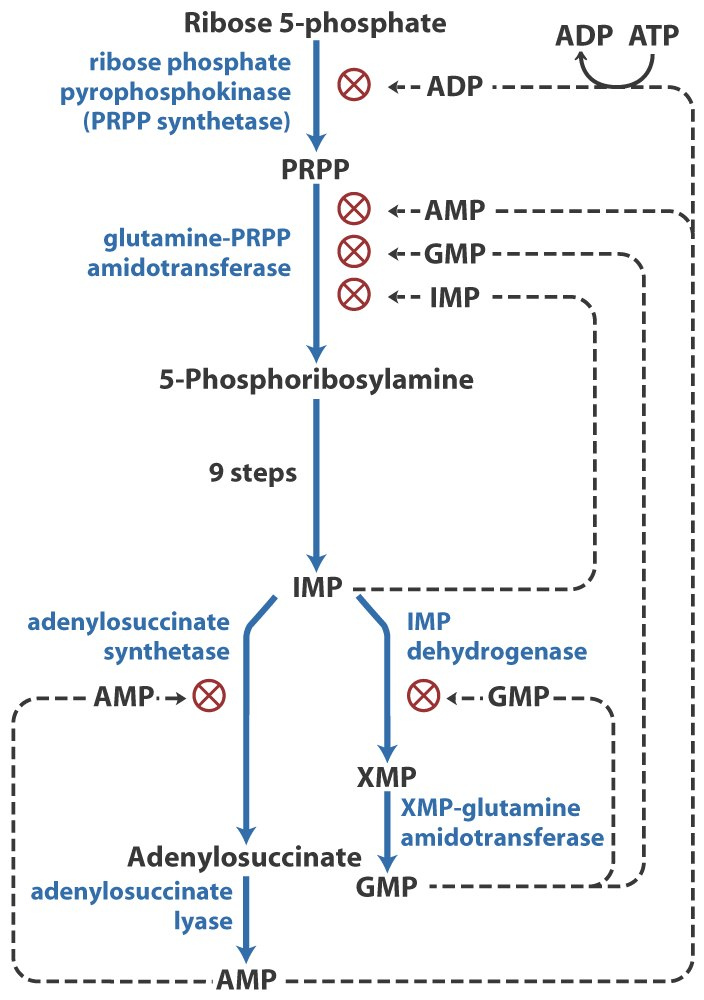 Ribose 5-phosphate
ADP ATP
ribose phosphate
pyrophosphokinase
(PRPP synthetase)
ADP
PRPP
AMP
glutamine-PRPP
amidotransferase
GMP
IMP
5-Phosphoribosylamine
9 steps
IMP
adenylosuccinate
synthetase
IMP
dehydrogenase
AMP
GMP
XMP
XMP-glutamine
amidotransferase
Adenylosuccinate
GMP
adenylosuccinate
lyase
AMP